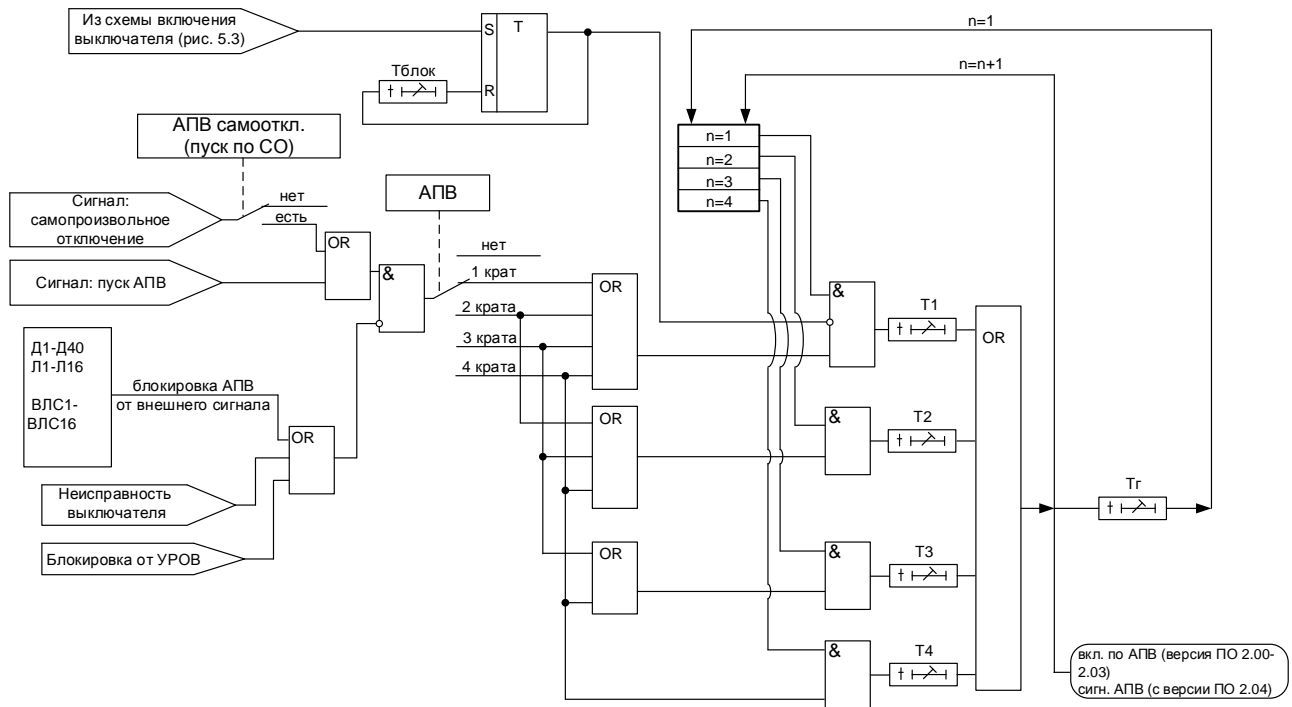 Из схемы включения
выключателя (рис. 5.3)
S
T
R
Тблок
n=1
n=n+1
n=1
n=2
n=3
n=4
АПВ самооткл.
(пуск по СО)
Сигнал:
самопроизвольное
отключение
нет
есть
OR
Сигнал: пуск АПВ
&
АПВ
нет
1 крат
2 крата
3 крата
4 крата
OR
OR
OR
Д1-Д40
Л1-Л16
ВЛС1-
ВЛС16
блокировка АПВ
от внешнего сигнала
OR
Неисправность
выключателя
Блокировка от УРОВ
&
T1
&
T2
&
T3
&
T4
OR
Тг
вкл. по АПВ (версия ПО 2.00-
2.03)
сигн. АПВ (с версии ПО 2.04)